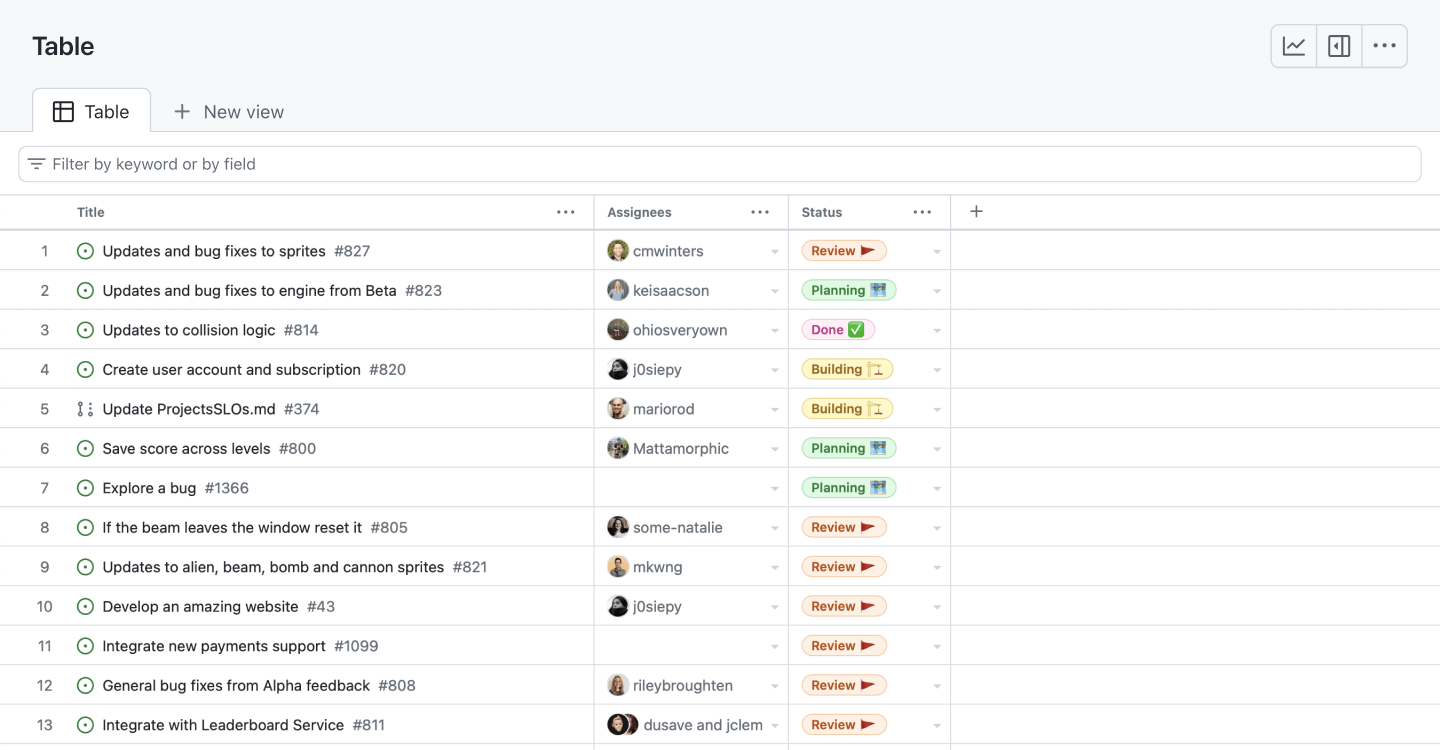 Table
Table New view
Filter by keyword or by field
Title Assignees Status
1 Updates and bug fixes to sprites #827 cmwinters Review
2 Updates and bug fixes to engine from Beta #823 keisaacson Planning
3 Updates to collision logic #814 ohiosveryown Done
4 Create user account and subscription #820 j0siepy Building
5 Update ProjectsSLOs.md #374 mariorod Building
6 Save score across levels #800 Mattamorphic Planning
7 Explore a bug #1366 Planning
8 If the beam leaves the window reset it #805 some-natalie Review
9 Updates to alien, beam, bomb and cannon sprites #821 mkwng Review
10 Develop an amazing website #43 j0siepy Review
11 Integrate new payments support #1099 Review
12 General bug fixes from Alpha feedback #808 rileybroughten Review
13 Integrate with Leaderboard Service #811 dusave and jclem Review